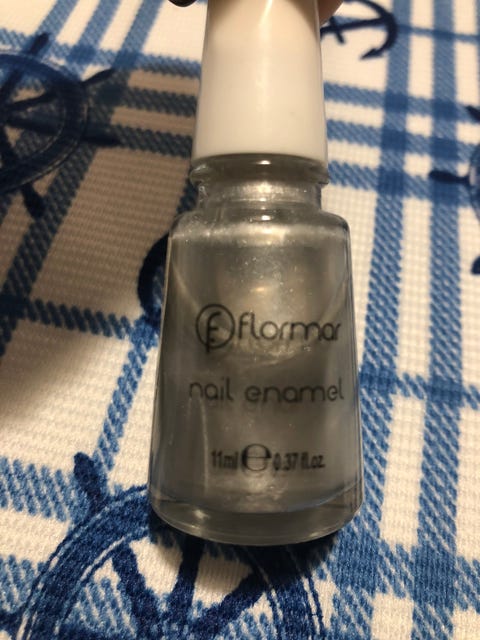 F flormar
nail enamel
11ml ℮ 0.37 fl.oz.